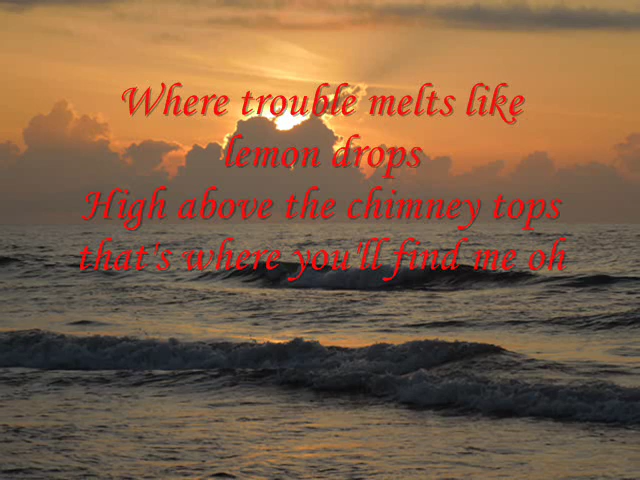 Where trouble melts like
lemon drops
High above the chimney tops
that's where you'll find me oh